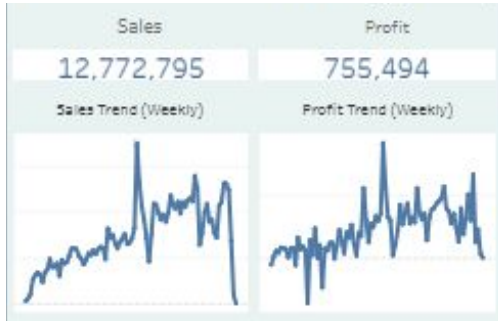 Sales
Profit
12,772,795
755,494
Sales Trend (Weekly)
Profit Trend (Weekly)